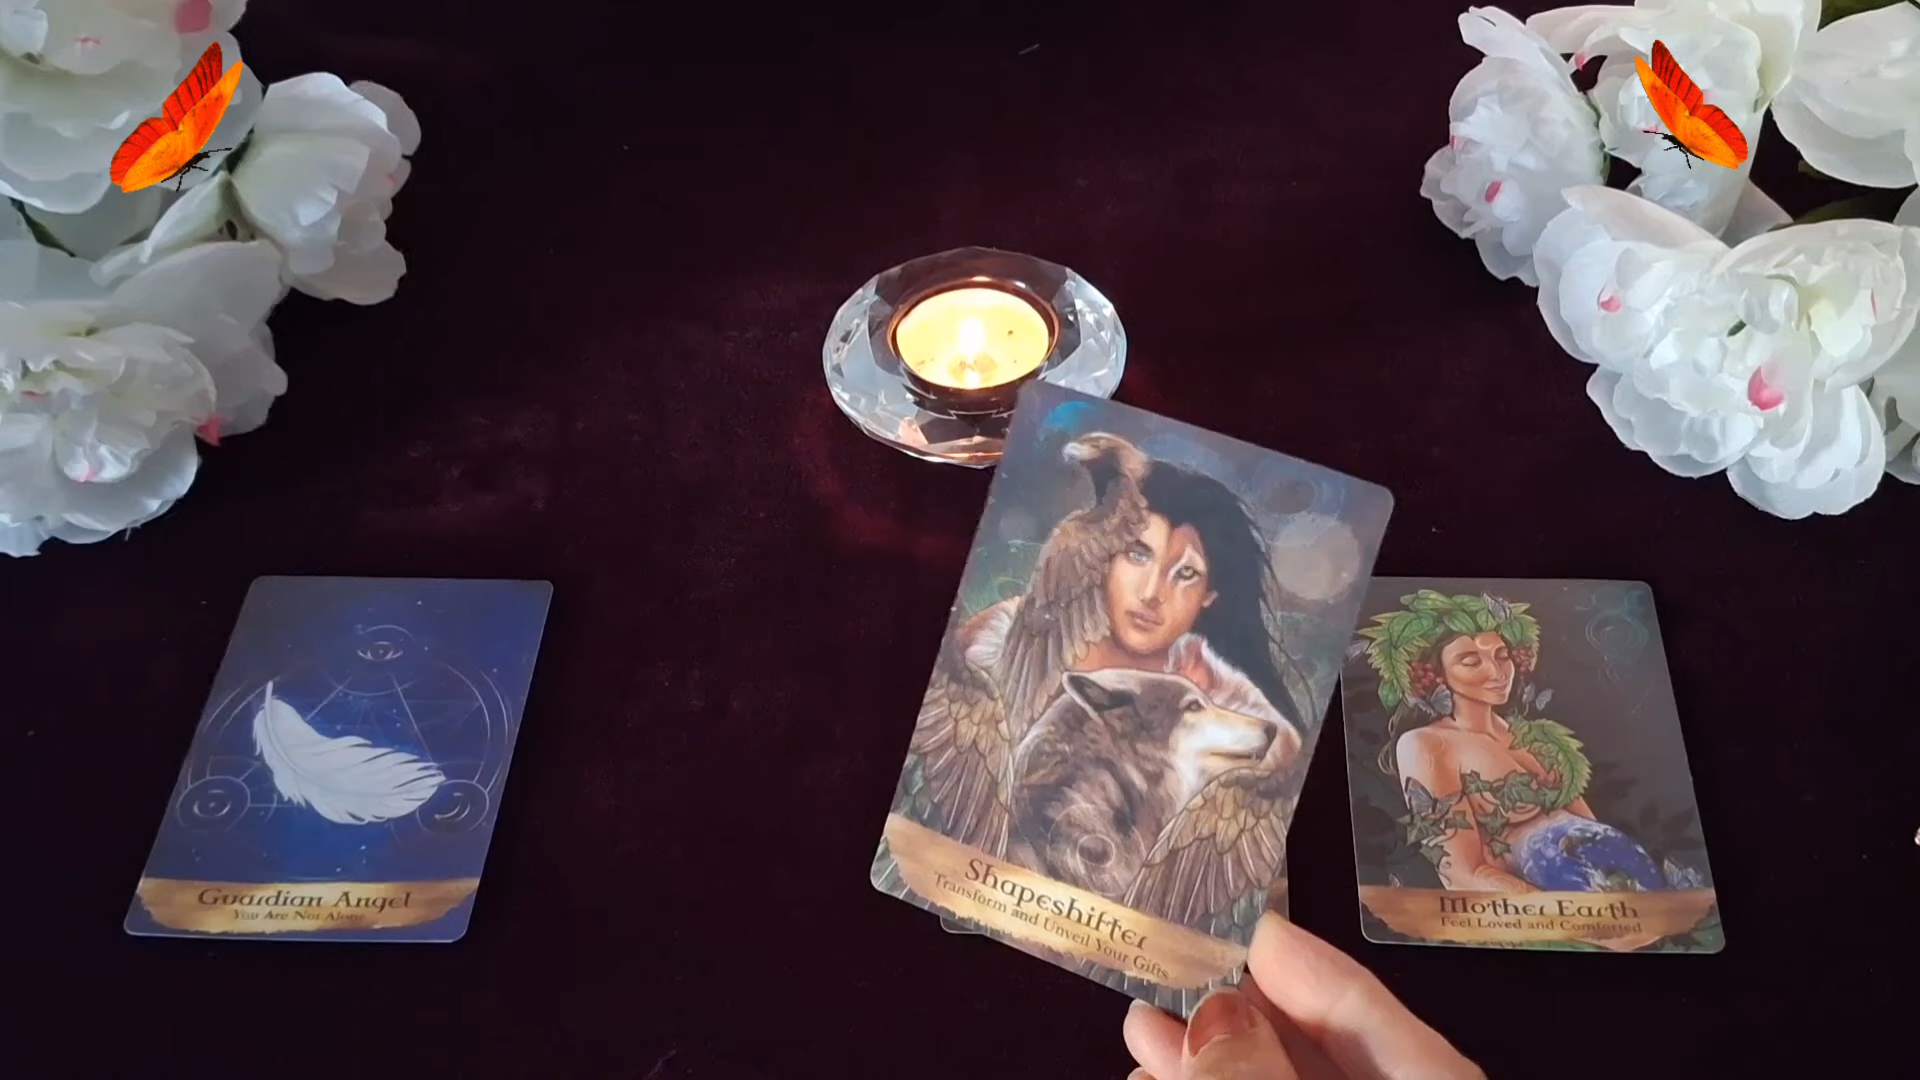 Guardian Angel
You Are Not Alone
Shapeshifter
Transform and Unveil Your Gifts
Mother Earth
Feel Loved and Comforted